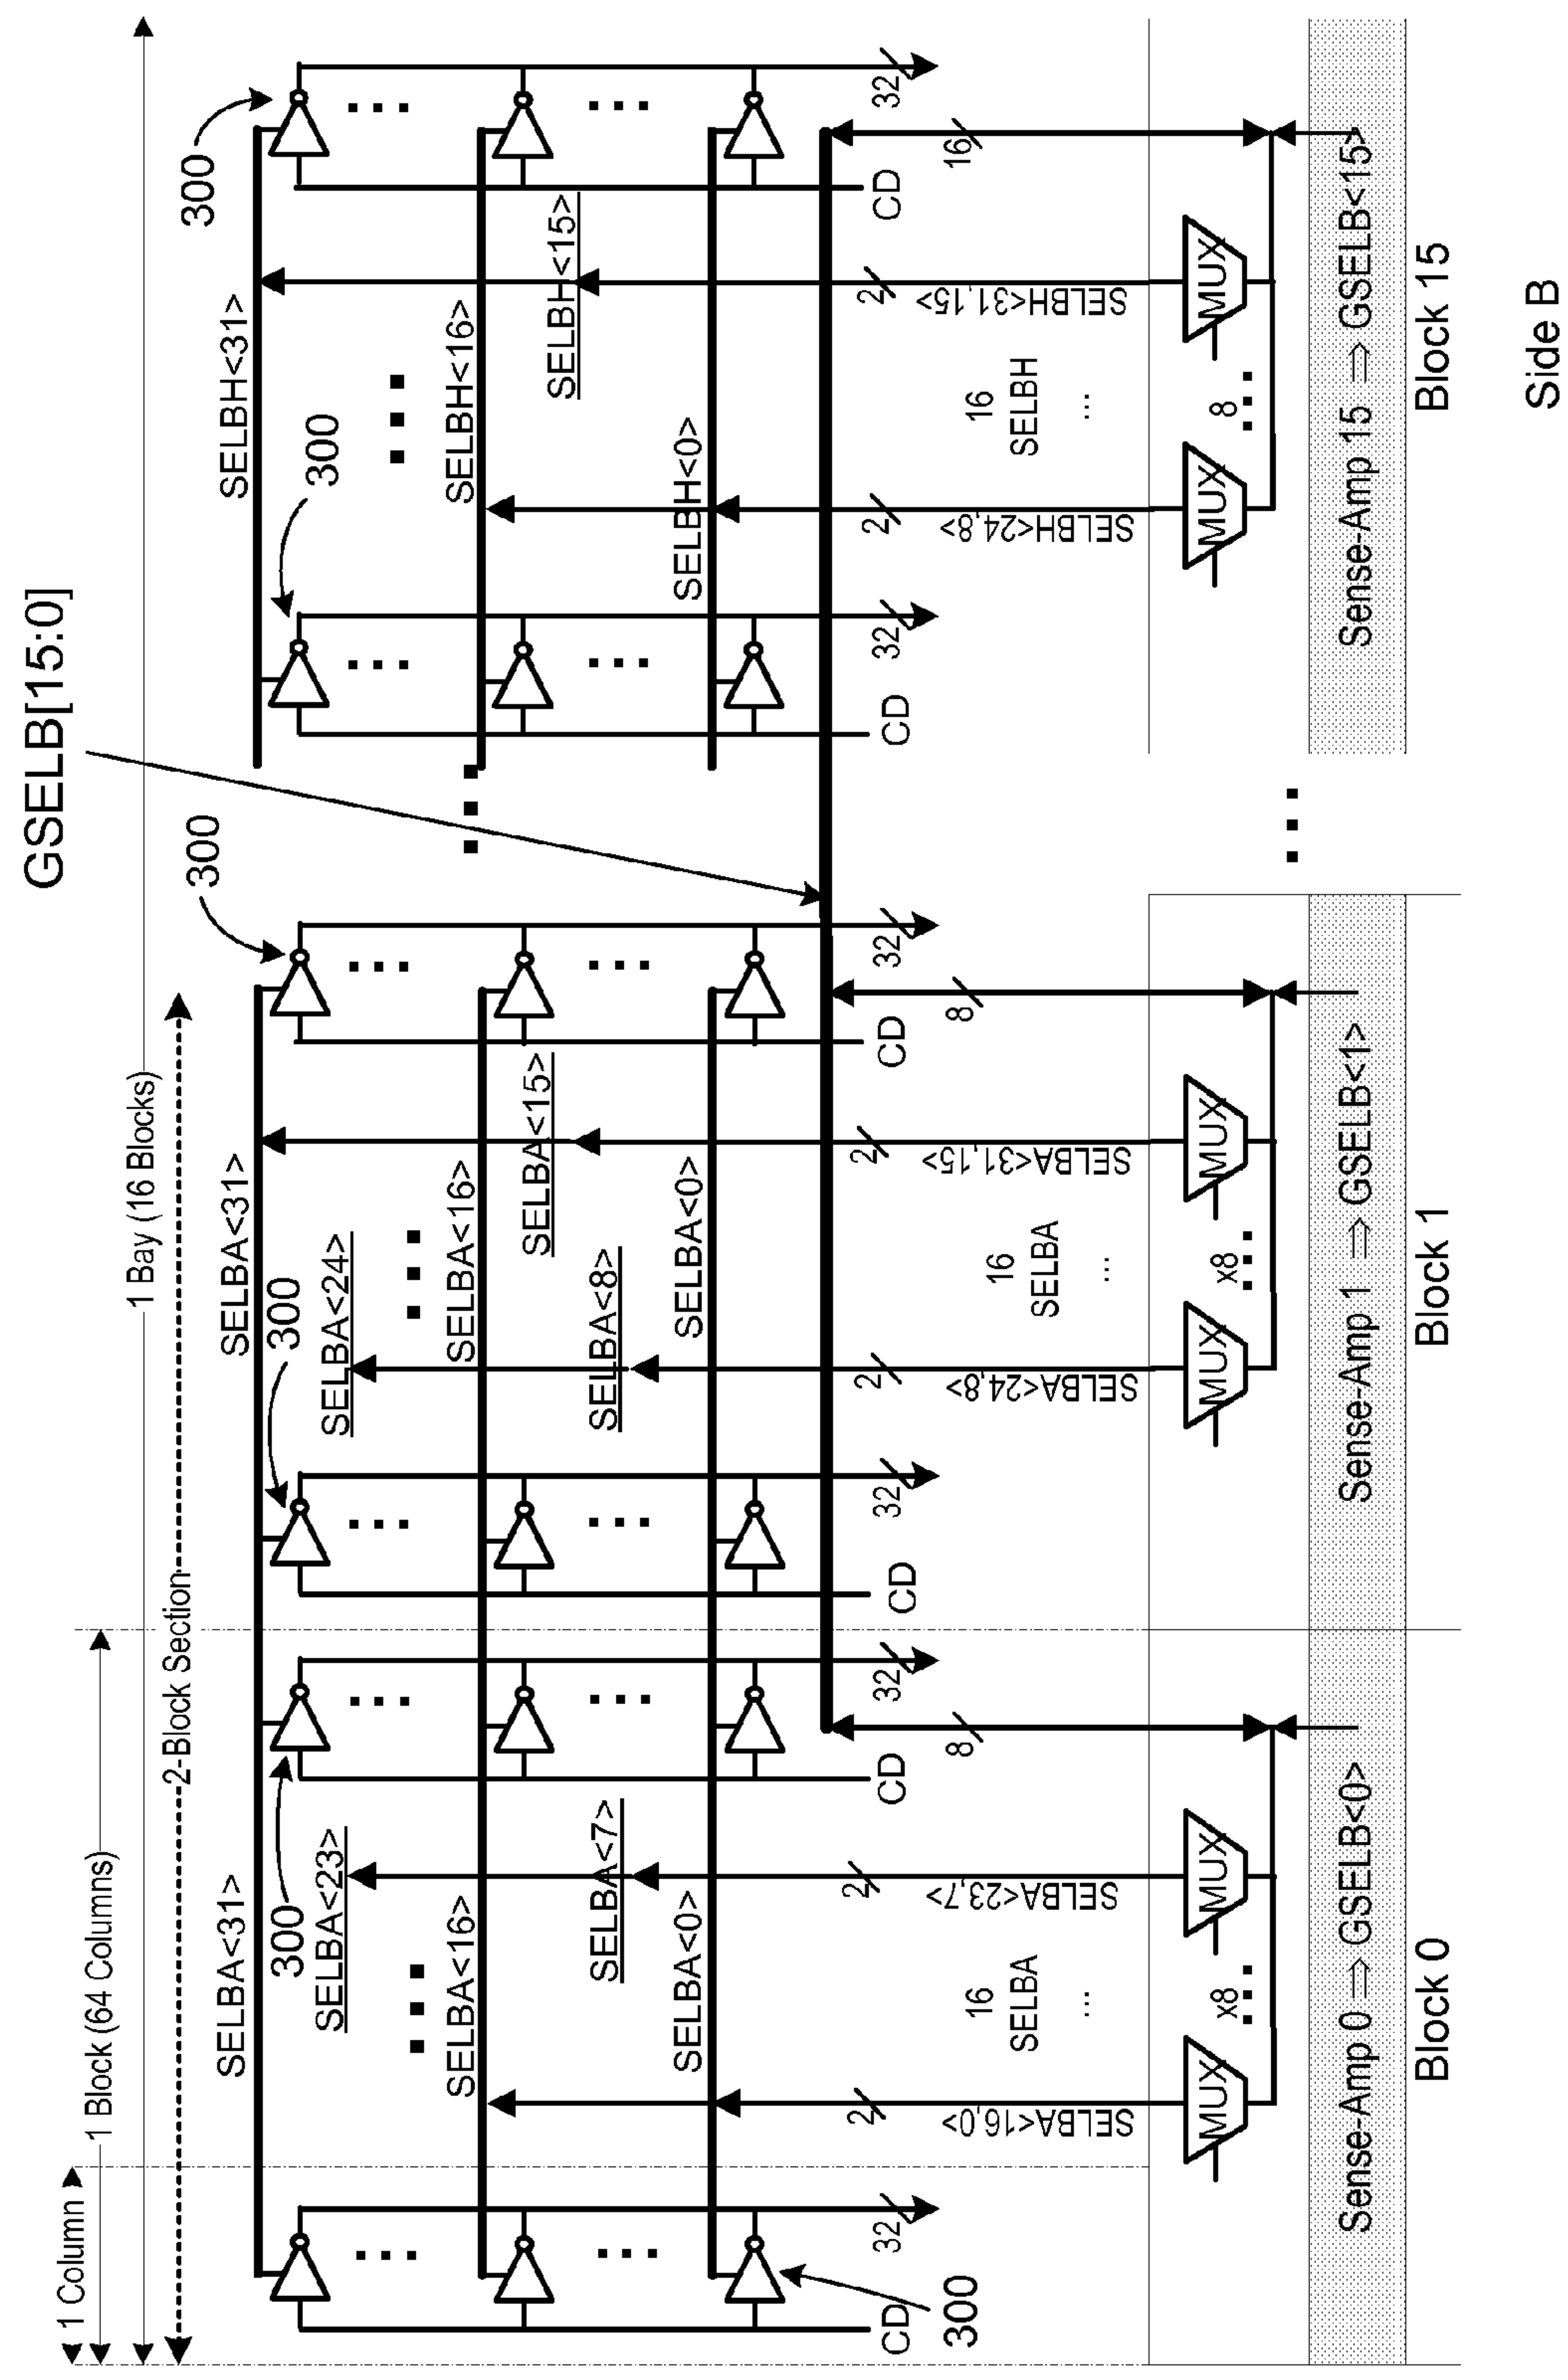 GSELB[15:0]
1 Column
1 Block (64 Columns)
1 Bay (16 Blocks)
2-Block Section
300
300
300
300
300
300
SELBA<31>
SELBA<31>
SELBH<31>
SELBA<23>
SELBA<24>
SELBA<16>
SELBA<16>
SELBH<16>
SELBA<15>
SELBH<15>
SELBA<7>
SELBA<8>
SELBA<0>
SELBA<0>
SELBH<0>
CD
32
CD
32
CD
32
CD
32
CD
32
CD
32
2
2
8
2
2
8
2
2
16
SELBA<16,0>
16
SELBA
...
SELBA<23,7>
SELBA<24,8>
16
SELBA
...
SELBA<31,15>
SELBH<24,8>
16
SELBH
...
SELBH<31,15>
MUX
x8
MUX
MUX
x8
MUX
MUX
8
MUX
Sense-Amp 0 ⇒ GSELB<0>
Sense-Amp 1 ⇒ GSELB<1>
Sense-Amp 15 ⇒ GSELB<15>
Block 0
Block 1
Block 15
Side B